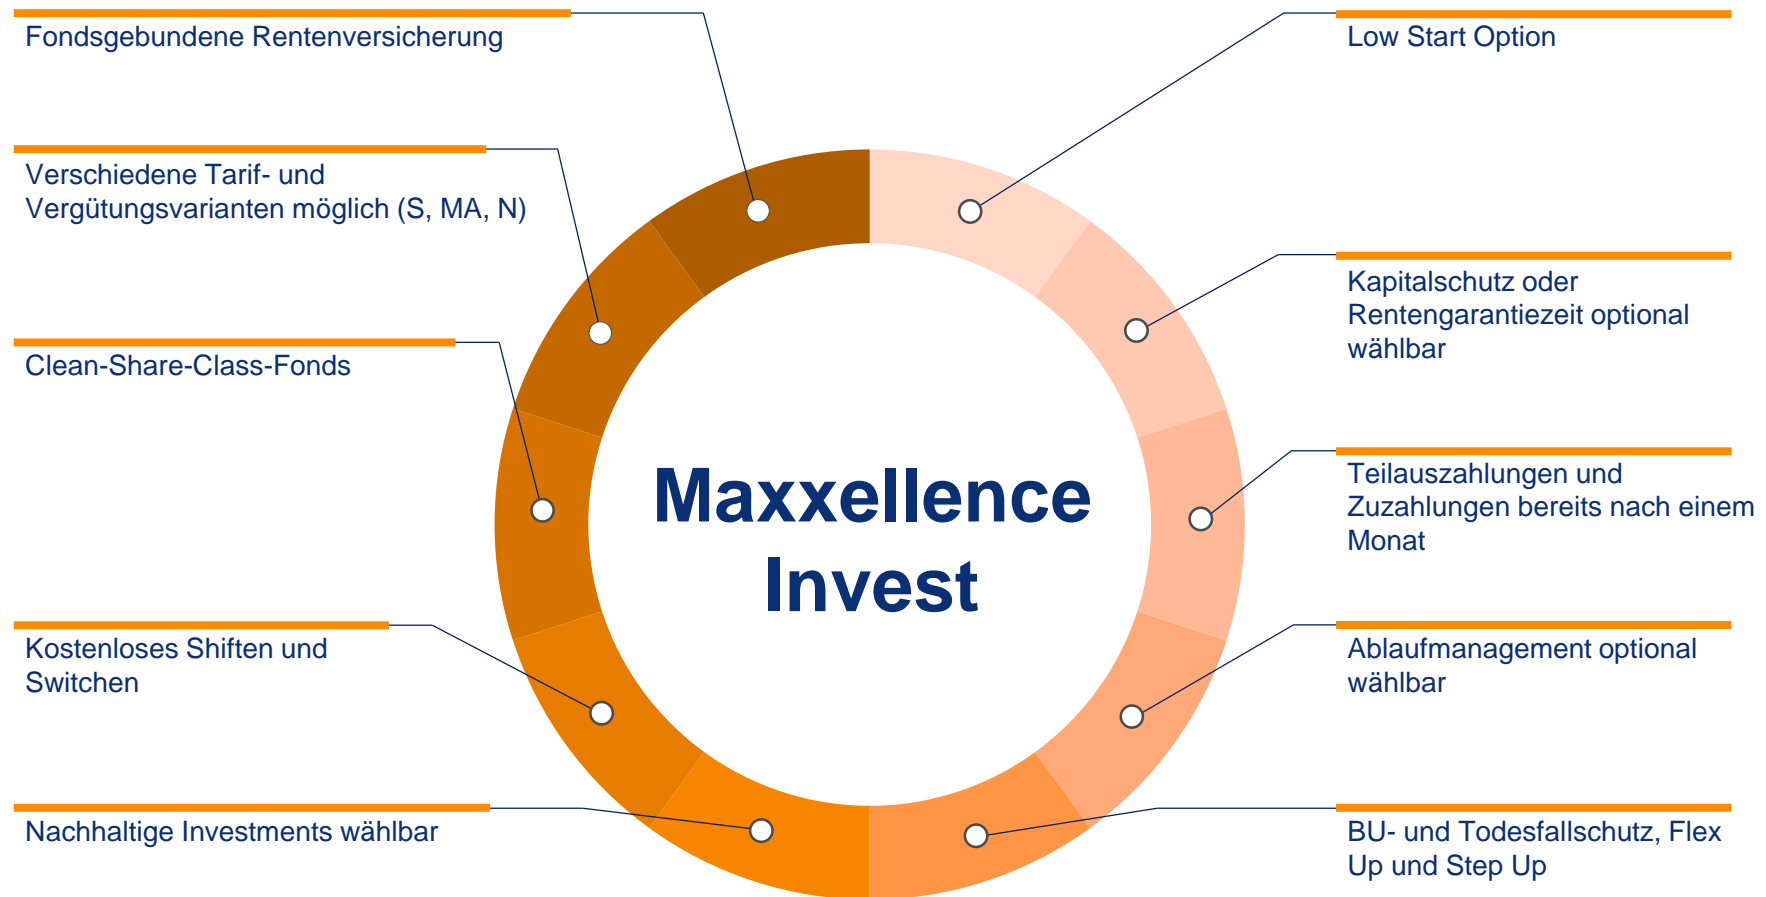 Fondsgebundene Rentenversicherung
Verschiedene Tarif- und
Vergütungsvarianten möglich (S, MA, N)
Clean-Share-Class-Fonds
Kostenloses Shiften und
Switchen
Nachhaltige Investments wählbar
Maxxellence
Invest
Low Start Option
Kapitalschutz oder
Rentengarantiezeit optional
wählbar
Teilauszahlungen und
Zuzahlungen bereits nach einem
Monat
Ablaufmanagement optional
wählbar
BU- und Todesfallschutz, Flex
Up und Step Up